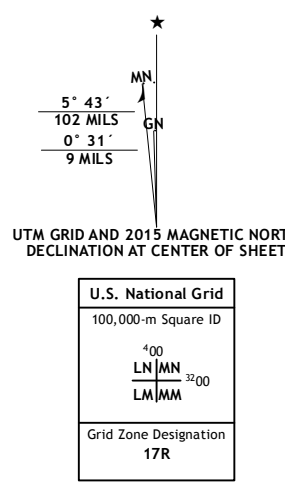 MN
5° 43´
102 MILS
GN
0° 31´
9 MILS
UTM GRID AND 2015 MAGNETIC NORT
DECLINATION AT CENTER OF SHEET
U.S. National Grid
100,000-m Square ID
400
LN MN
3200
LM MM
Grid Zone Designation
17R